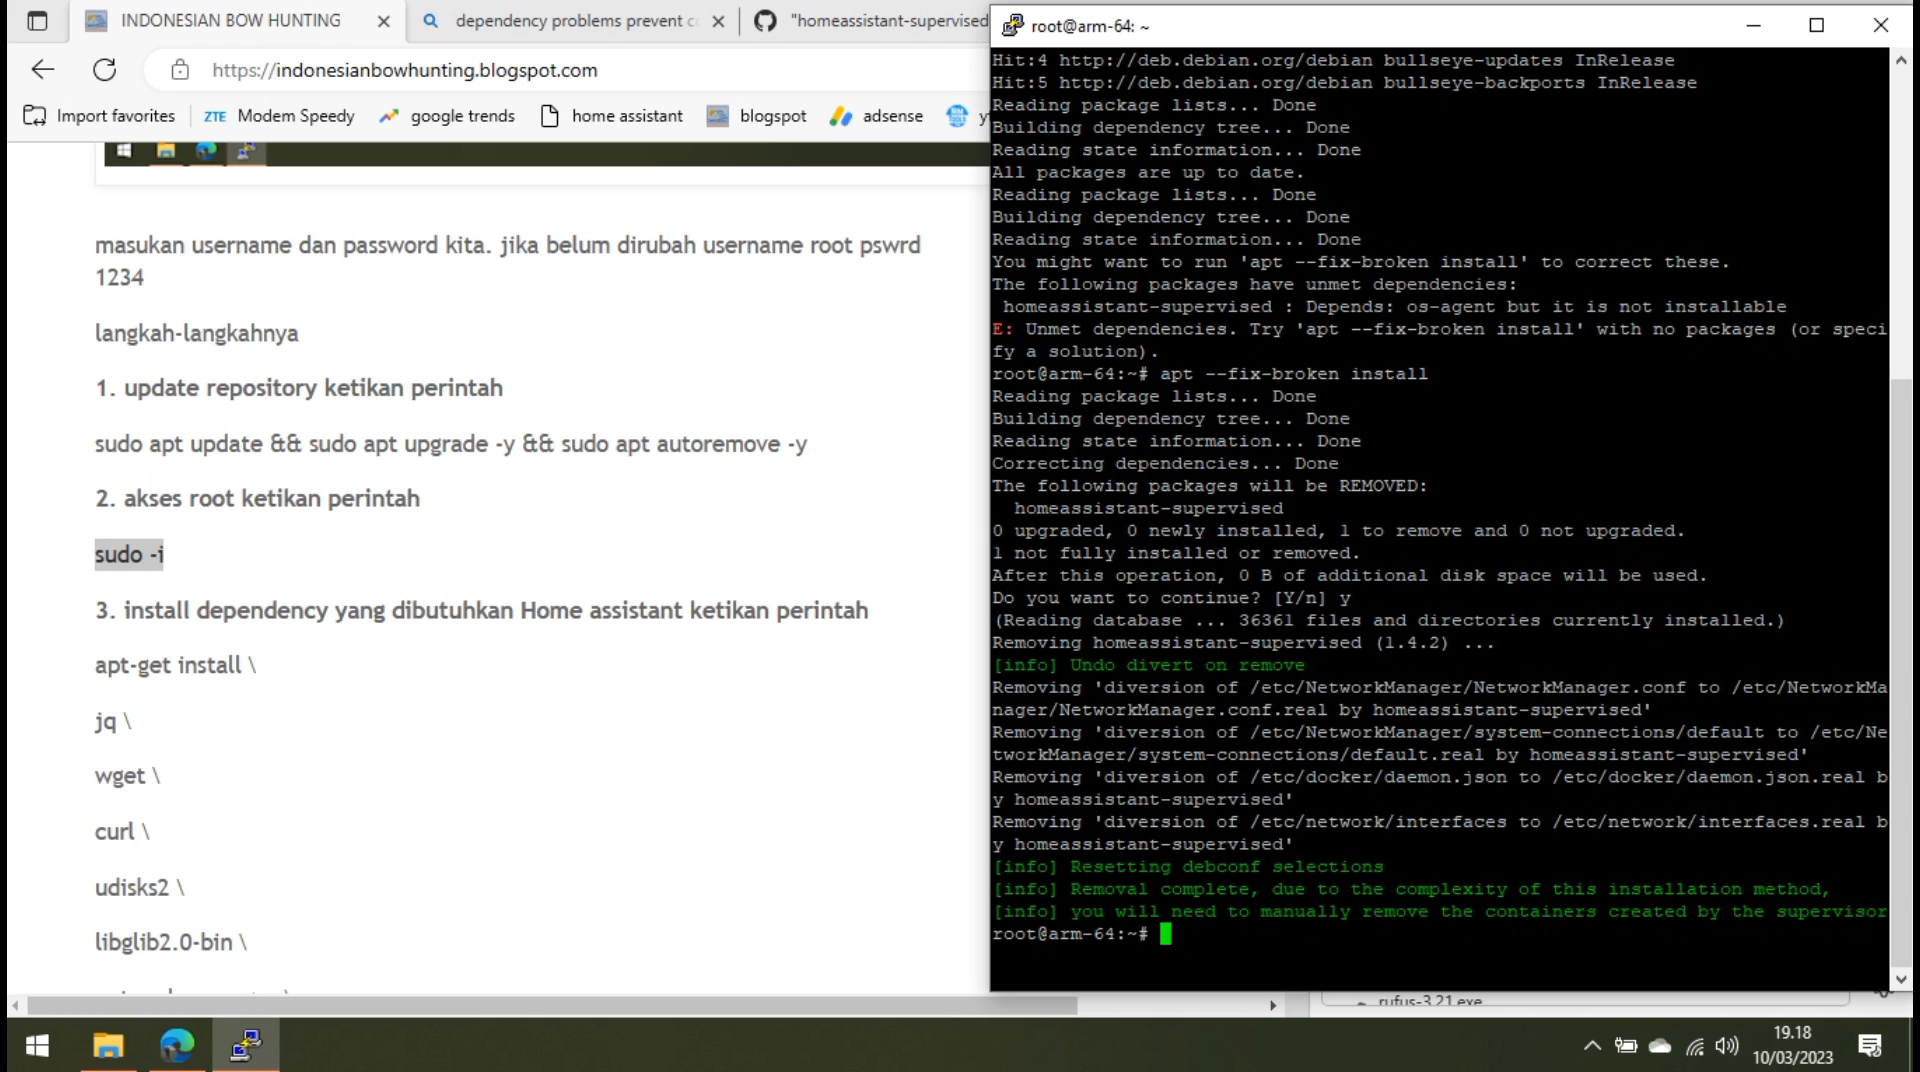 INDONESIAN BOW HUNTING
dependency problems prevent c
"homeassistant-supervised
https://indonesianbowhunting.blogspot.com
Import favorites
ZTE Modem Speedy
google trends
home assistant
blogspot
adsense
masukan username dan password kita. jika belum dirubah username root pswrd
1234
langkah-langkahnya
1. update repository ketikan perintah
sudo apt update && sudo apt upgrade -y && sudo apt autoremove -y
2. akses root ketikan perintah
sudo -i
3. install dependency yang dibutuhkan Home assistant ketikan perintah
apt-get install \
jq \
wget \
curl \
udisks2 \
libglib2.0-bin \
root@arm-64: ~
Hit:4 http://deb.debian.org/debian bullseye-updates InRelease
Hit:5 http://deb.debian.org/debian bullseye-backports InRelease
Reading package lists... Done
Building dependency tree... Done
Reading state information... Done
All packages are up to date.
Reading package lists... Done
Building dependency tree... Done
Reading state information... Done
You might want to run 'apt --fix-broken install' to correct these.
The following packages have unmet dependencies:
homeassistant-supervised : Depends: os-agent but it is not installable
E: Unmet dependencies. Try 'apt --fix-broken install' with no packages (or speci
fy a solution).
root@arm-64:~# apt --fix-broken install
Reading package lists... Done
Building dependency tree... Done
Reading state information... Done
Correcting dependencies... Done
The following packages will be REMOVED:
homeassistant-supervised
0 upgraded, 0 newly installed, 1 to remove and 0 not upgraded.
1 not fully installed or removed.
After this operation, 0 B of additional disk space will be used.
Do you want to continue? [Y/n] y
(Reading database ... 36361 files and directories currently installed.)
Removing homeassistant-supervised (1.4.2) ...
[info] Undo divert on remove
Removing 'diversion of /etc/NetworkManager/NetworkManager.conf to /etc/NetworkMa
nager/NetworkManager.conf.real by homeassistant-supervised'
Removing 'diversion of /etc/NetworkManager/system-connections/default to /etc/Ne
tworkManager/system-connections/default.real by homeassistant-supervised'
Removing 'diversion of /etc/docker/daemon.json to /etc/docker/daemon.json.real b
y homeassistant-supervised'
Removing 'diversion of /etc/network/interfaces to /etc/network/interfaces.real b
y homeassistant-supervised'
[info] Resetting debconf selections
[info] Removal complete, due to the complexity of this installation method,
[info] you will need to manually remove the containers created by the supervisor
root@arm-64:~#
rufus-3.21.exe
19.18
10/03/2023